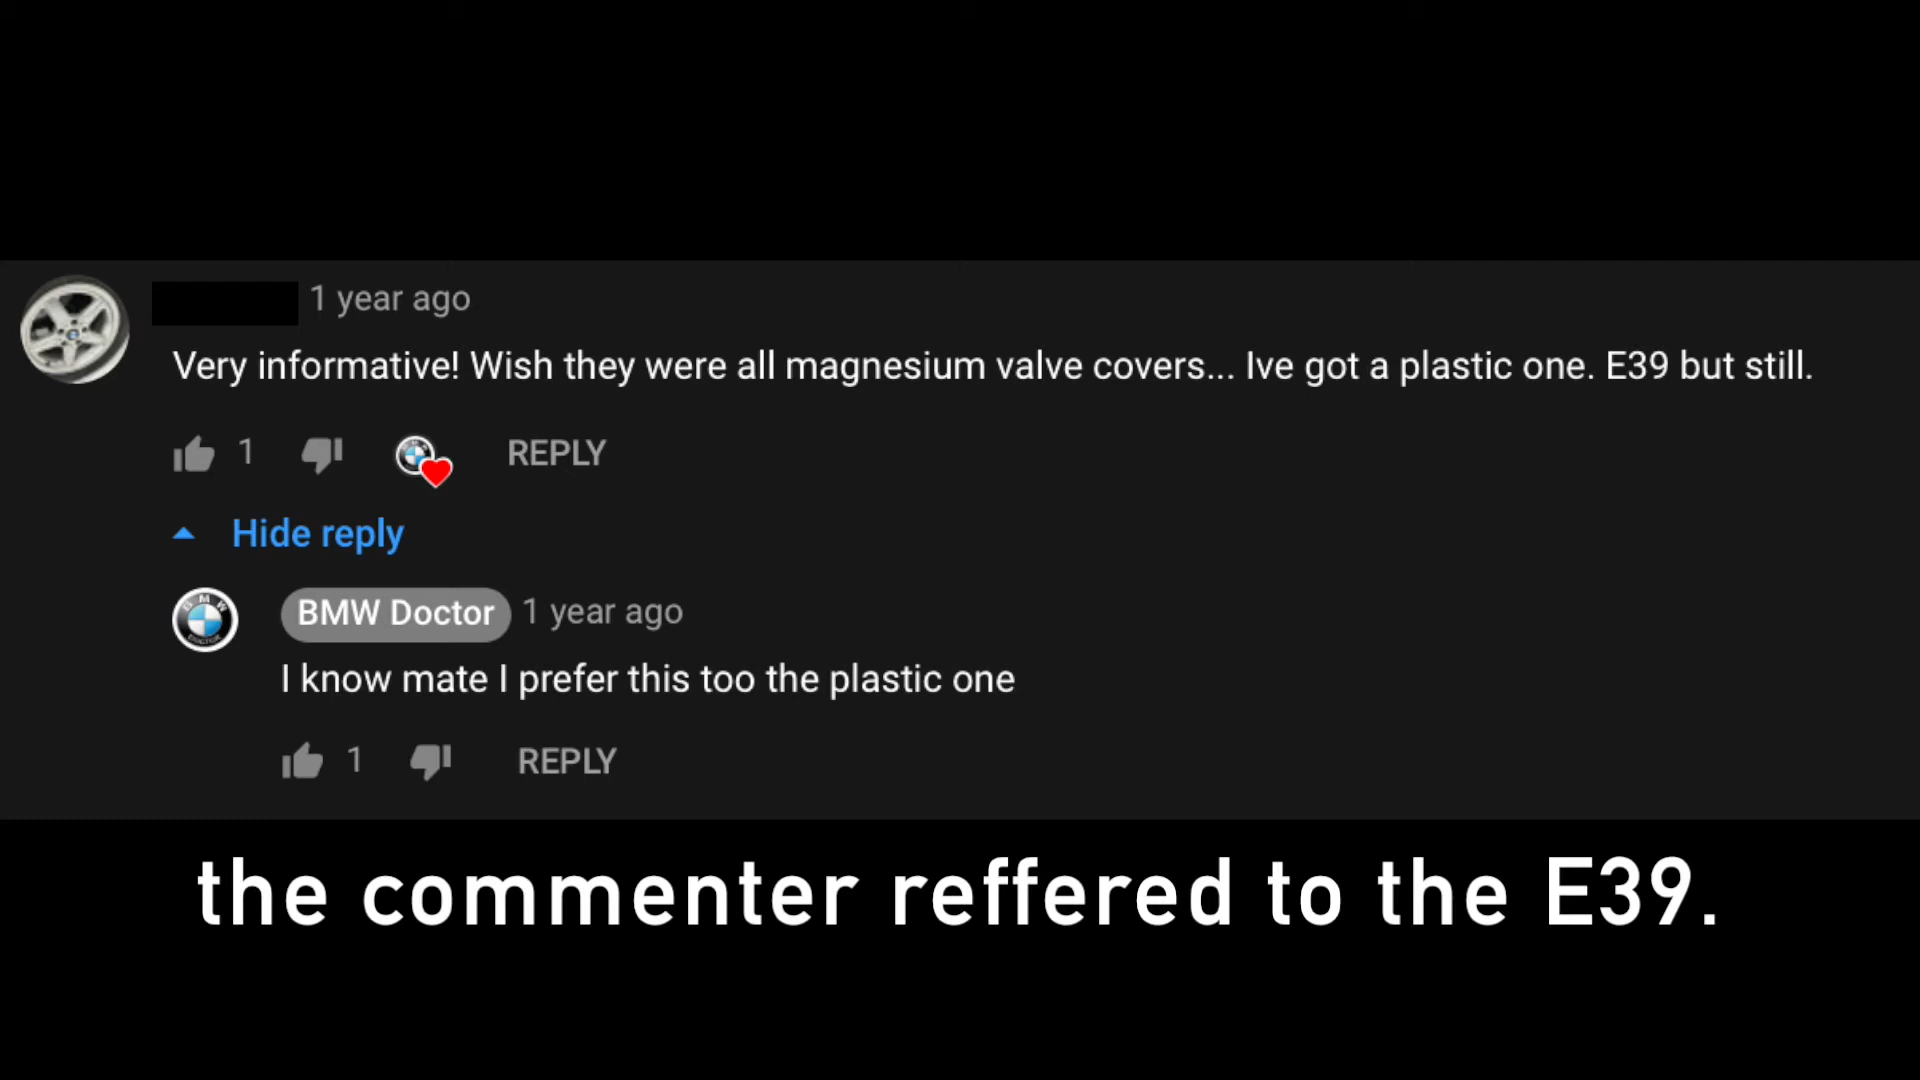 1 year ago
Very informative! Wish they were all magnesium valve covers... Ive got a plastic one. E39 but still.
1
REPLY
Hide reply
BMW Doctor 1 year ago
I know mate I prefer this too the plastic one
1
REPLY
the commenter reffered to the E39.